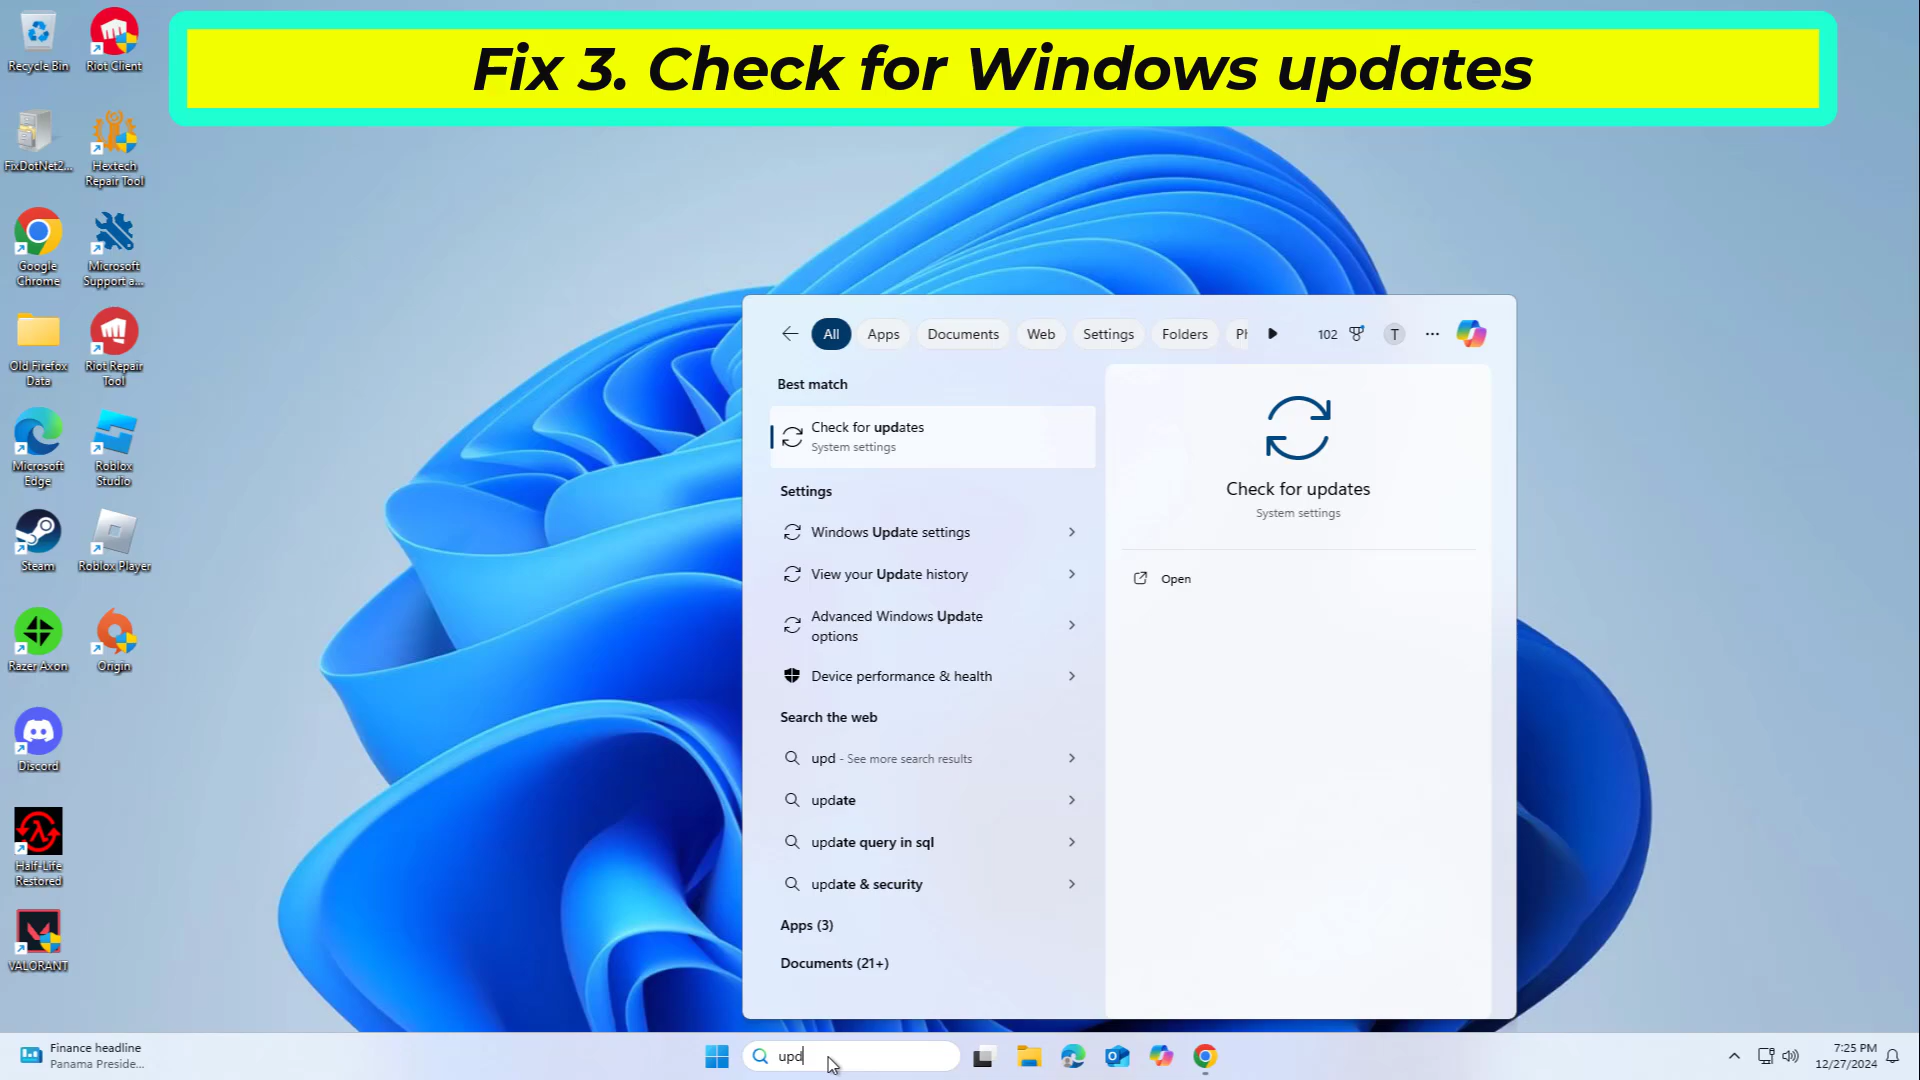 Fix 3. Check for Windows updates
Recycle Bin
Riot Client
FixDotNet2...
Hextech
Repair Tool
Google
Chrome
Microsoft
Support a...
Old Firefox
Data
Riot Repair
Tool
Microsoft
Edge
Roblox
Studio
Steam
Roblox Player
Razer Axon
Origin
Discord
Half-Life
Restored
VALORANT
All
Apps
Documents
Web
Settings
Folders
Ph
102
T
Best match
Check for updates
System settings
Settings
Windows Update settings
View your Update history
Advanced Windows Update
options
Device performance & health
Search the web
upd - See more search results
update
update query in sql
update & security
Apps (3)
Documents (21+)
Check for updates
System settings
Open
Finance headline
Panama Preside...
upd
7:25 PM
12/27/2024